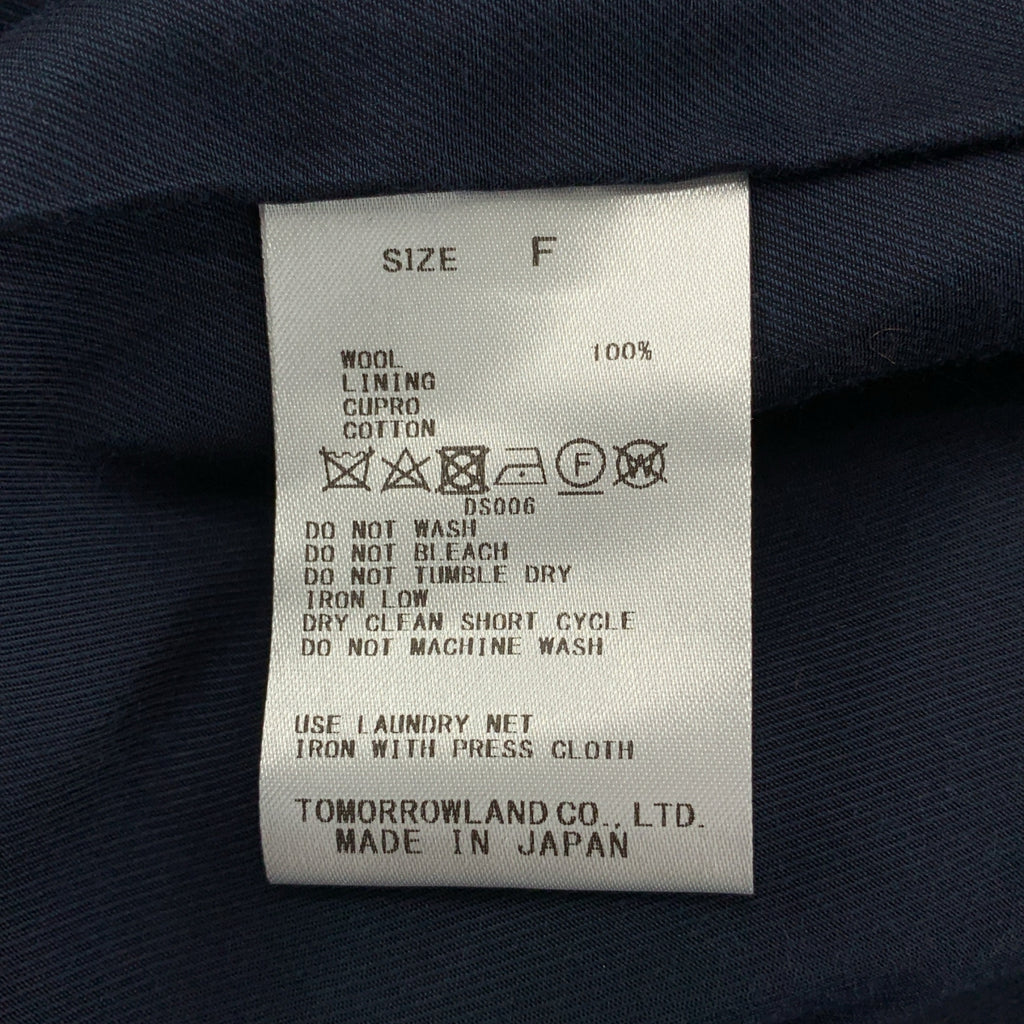 SIZE F
WOOL 100%
LINING
CUPRO
COTTON
F W
DS006
DO NOT WASH
DO NOT BLEACH
DO NOT TUMBLE DRY
IRON LOW
DRY CLEAN SHORT CYCLE
DO NOT MACHINE WASH
USE LAUNDRY NET
IRON WITH PRESS CLOTH
TOMORROWLAND CO., LTD.
MADE IN JAPAN